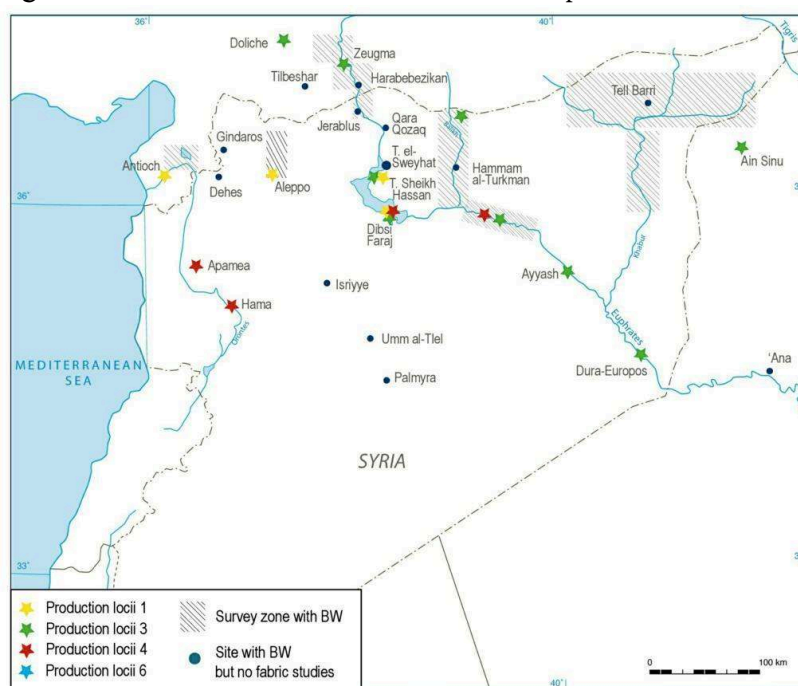 36°
40°
Tigris
Doliche
Zeugma
Tilbeshar
Harabebezikan
Tell Barri
Jerablus
Qara
Qozaq
Gindaros
Antioch
T. el-
Sweyhat
Ain Sinu
Hammam
al-Turkman
36°
Dehes
Aleppo
T. Sheikh
Hassan
Dibsi
Faraj
Khabur
Apamea
Ayyash
Isriyye
Hama
Euphrates
Orontes
Umm al-Tlel
MEDITERRANEAN
SEA
Dura-Europos
'Ana
Palmyra
SYRIA
33°
Production locii 1
Production locii 3
Production locii 4
Production locii 6
Survey zone with BW
Site with BW
but no fabric studies
0
100 km
40°